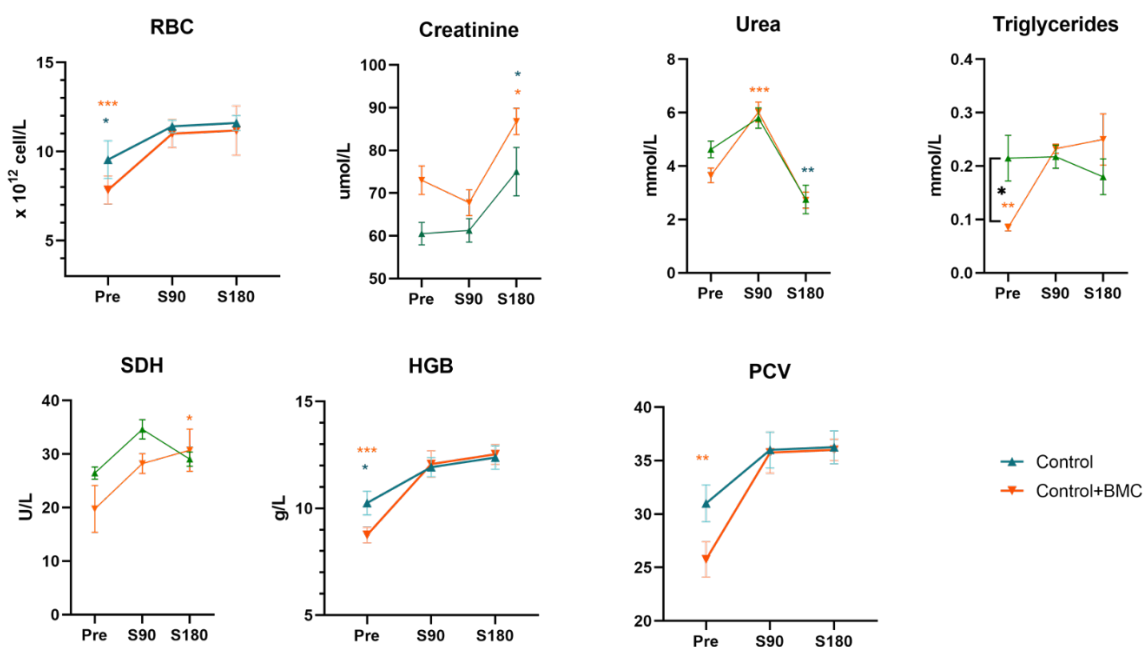 RBC
x 10¹² cell/L
15
10
5
***
*
Pre
S90
S180
Creatinine
umol/L
100
90
80
70
60
50
*
*
Pre
S90
S180
Urea
mmol/L
8
6
4
2
0
***
**
Pre
S90
S180
Triglycerides
mmol/L
0.4
0.3
0.2
0.1
0.0
*
**
Pre
S90
S180
SDH
U/L
40
30
20
10
0
*
Pre
S90
S180
HGB
g/L
15
10
5
***
*
Pre
S90
S180
PCV
40
35
30
25
20
**
Pre
S90
S180
Control
Control+BMC